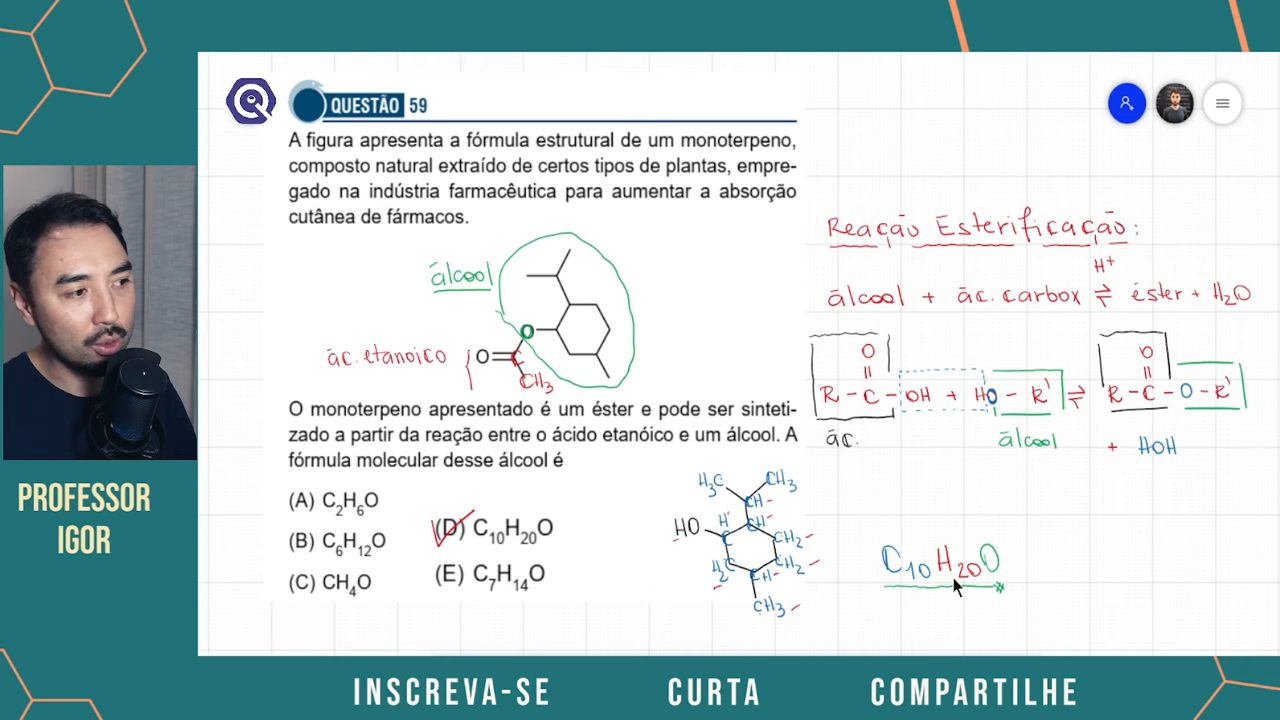 QUESTÃO 59
A figura apresenta a fórmula estrutural de um monoterpeno,
composto natural extraído de certos tipos de plantas, empre-
gado na indústria farmacêutica para aumentar a absorção
cutânea de fármacos.
álcool
O
ác. etanoico
O
C
CH3
O monoterpeno apresentado é um éster e pode ser sinteti-
zado a partir da reação entre o ácido etanóico e um álcool. A
fórmula molecular desse álcool é
(A) C₂H₆O
(B) C₆H₁₂O
(C) CH₄O
(D) C₁₀H₂₀O
(E) C₇H₁₄O
H3C CH3
CH
HO H CH
C CH2
H2 CH2
CH
CH3
Reação Esterificação:
H+
álcool + ác. carbox ⇌ éster + H₂O
O O
R - C - OH + HO - R' ⇌ R - C - O - R'
ác. álcool + HOH
C₁₀H₂₀O
PROFESSOR
IGOR
INSCREVA-SE CURTA COMPARTILHE